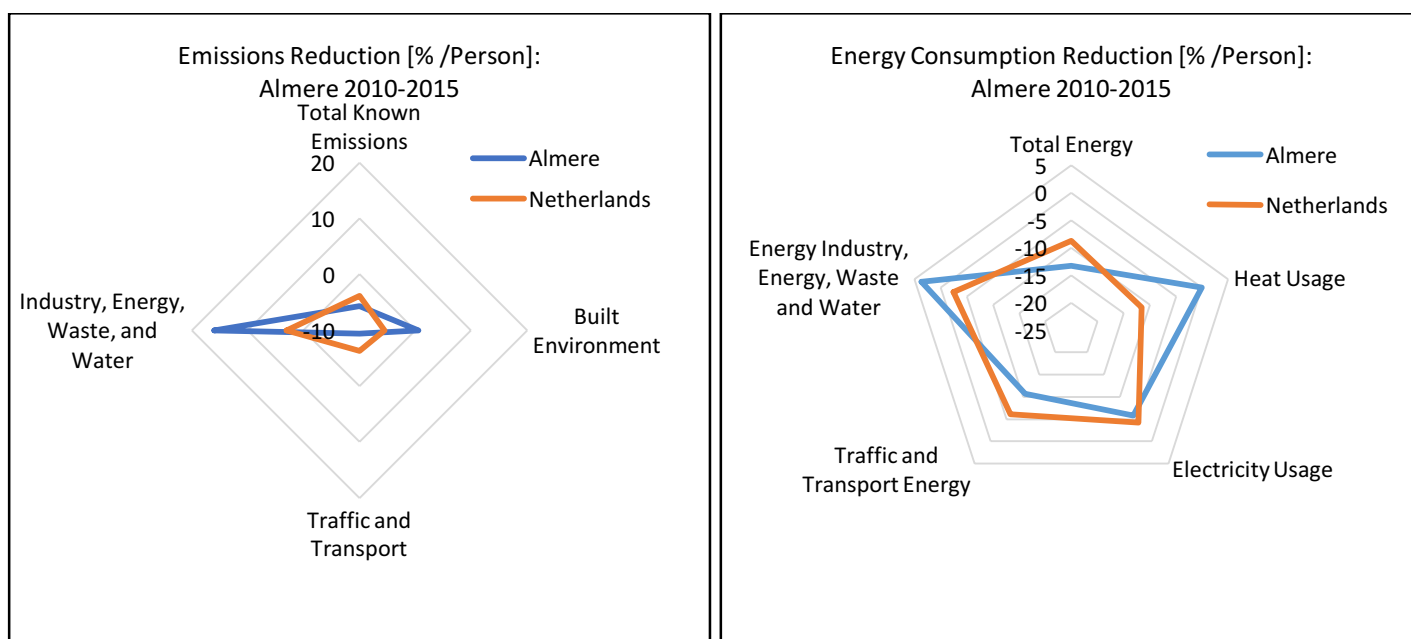 Emissions Reduction [% /Person]:
Almere 2010-2015
Total Known
Emissions
20
10
0
-10
Almere
Netherlands
Industry, Energy,
Waste, and
Water
Built
Environment
Traffic and
Transport
Energy Consumption Reduction [% /Person]:
Almere 2010-2015
Total Energy
5
0
-5
-10
-15
-20
-25
Almere
Netherlands
Energy Industry,
Energy, Waste
and Water
Heat Usage
Traffic and
Transport Energy
Electricity Usage